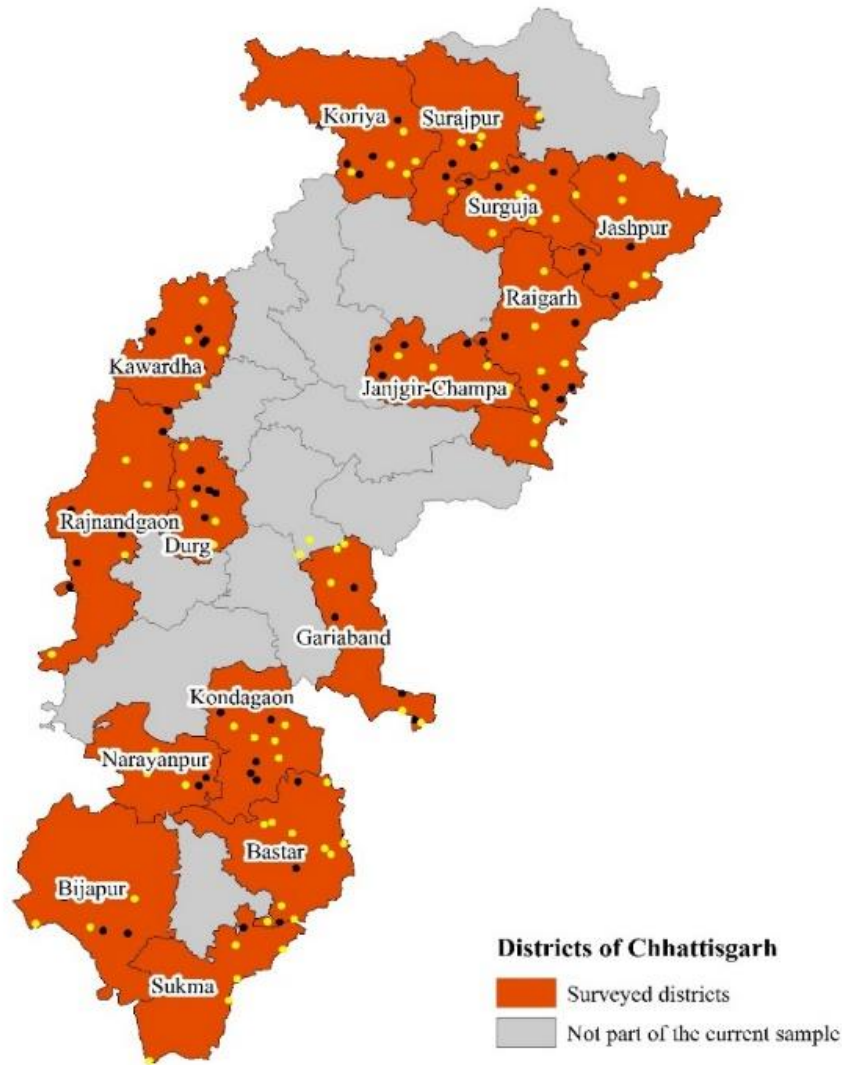 Koriya
Surajpur
Surguja
Jashpur
Raigarh
Kawardha
Janjgir-Champa
Rajnandgaon
Durg
Gariaband
Kondagaon
Narayanpur
Bastar
Bijapur
Sukma
Districts of Chhattisgarh
Surveyed districts
Not part of the current sample